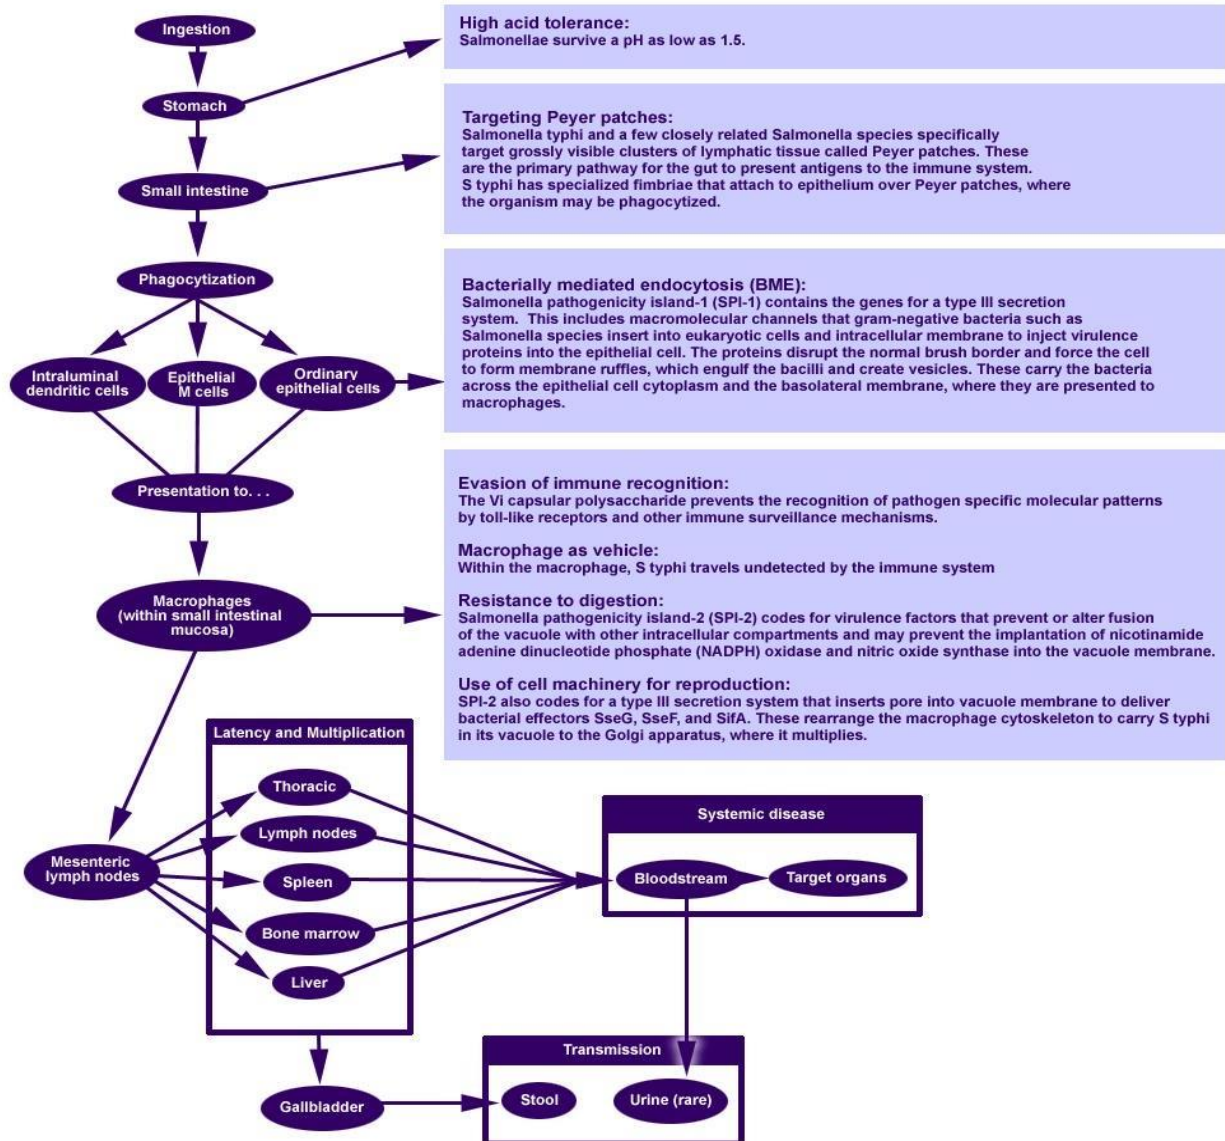 Ingestion
High acid tolerance:
Salmonellae survive a pH as low as 1.5.
Stomach
Targeting Peyer patches:
Salmonella typhi and a few closely related Salmonella species specifically
target grossly visible clusters of lymphatic tissue called Peyer patches. These
are the primary pathway for the gut to present antigens to the immune system.
S typhi has specialized fimbriae that attach to epithelium over Peyer patches, where
the organism may be phagocytized.
Small intestine
Phagocytization
Bacterially mediated endocytosis (BME):
Salmonella pathogenicity island-1 (SPI-1) contains the genes for a type III secretion
system. This includes macromolecular channels that gram-negative bacteria such as
Salmonella species insert into eukaryotic cells and intracellular membrane to inject virulence
proteins into the epithelial cell. The proteins disrupt the normal brush border and force the cell
to form membrane ruffles, which engulf the bacilli and create vesicles. These carry the bacteria
across the epithelial cell cytoplasm and the basolateral membrane, where they are presented to
macrophages.
Intraluminal
dendritic cells
Epithelial
M cells
Ordinary
epithelial cells
Presentation to. . .
Evasion of immune recognition:
The Vi capsular polysaccharide prevents the recognition of pathogen specific molecular patterns
by toll-like receptors and other immune surveillance mechanisms.
Macrophage as vehicle:
Within the macrophage, S typhi travels undetected by the immune system
Resistance to digestion:
Salmonella pathogenicity island-2 (SPI-2) codes for virulence factors that prevent or alter fusion
of the vacuole with other intracellular compartments and may prevent the implantation of nicotinamide
adenine dinucleotide phosphate (NADPH) oxidase and nitric oxide synthase into the vacuole membrane.
Use of cell machinery for reproduction:
SPI-2 also codes for a type III secretion system that inserts pore into vacuole membrane to deliver
bacterial effectors SseG, SseF, and SifA. These rearrange the macrophage cytoskeleton to carry S typhi
in its vacuole to the Golgi apparatus, where it multiplies.
Macrophages
(within small intestinal
mucosa)
Latency and Multiplication
Thoracic
Lymph nodes
Spleen
Bone marrow
Liver
Mesenteric
lymph nodes
Systemic disease
Bloodstream
Target organs
Gallbladder
Transmission
Stool
Urine (rare)